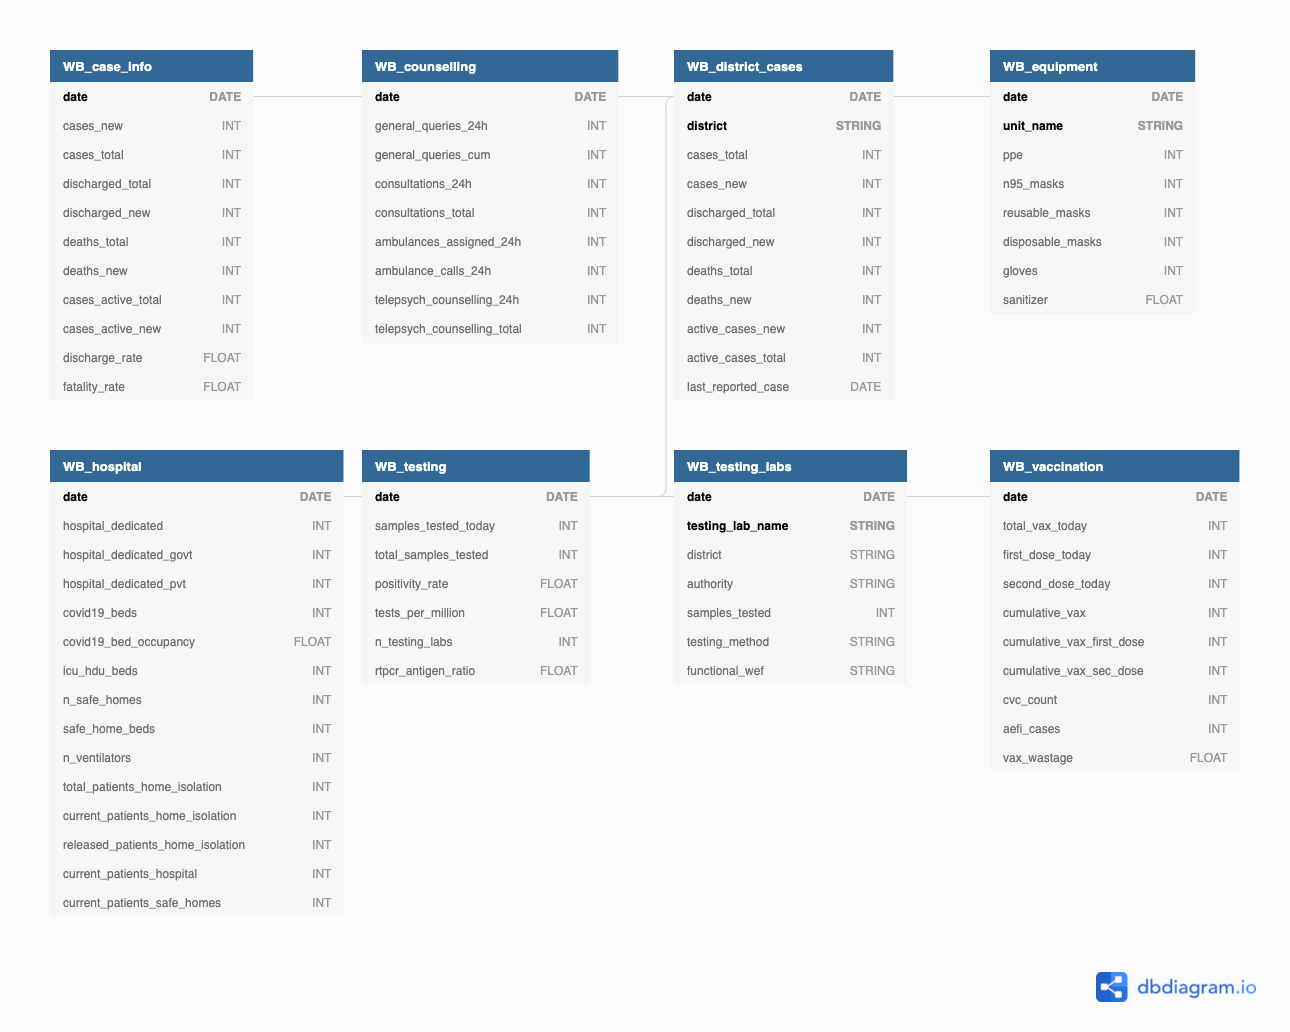 WB_case_info
date DATE
cases_new INT
cases_total INT
discharged_total INT
discharged_new INT
deaths_total INT
deaths_new INT
cases_active_total INT
cases_active_new INT
discharge_rate FLOAT
fatality_rate FLOAT
WB_counselling
date DATE
general_queries_24h INT
general_queries_cum INT
consultations_24h INT
consultations_total INT
ambulances_assigned_24h INT
ambulance_calls_24h INT
telepsych_counselling_24h INT
telepsych_counselling_total INT
WB_district_cases
date DATE
district STRING
cases_total INT
cases_new INT
discharged_total INT
discharged_new INT
deaths_total INT
deaths_new INT
active_cases_new INT
active_cases_total INT
last_reported_case DATE
WB_equipment
date DATE
unit_name STRING
ppe INT
n95_masks INT
reusable_masks INT
disposable_masks INT
gloves INT
sanitizer FLOAT
WB_hospital
date DATE
hospital_dedicated INT
hospital_dedicated_govt INT
hospital_dedicated_pvt INT
covid19_beds INT
covid19_bed_occupancy FLOAT
icu_hdu_beds INT
n_safe_homes INT
safe_home_beds INT
n_ventilators INT
total_patients_home_isolation INT
current_patients_home_isolation INT
released_patients_home_isolation INT
current_patients_hospital INT
current_patients_safe_homes INT
WB_testing
date DATE
samples_tested_today INT
total_samples_tested INT
positivity_rate FLOAT
tests_per_million FLOAT
n_testing_labs INT
rtpcr_antigen_ratio FLOAT
WB_testing_labs
date DATE
testing_lab_name STRING
district STRING
authority STRING
samples_tested INT
testing_method STRING
functional_wef STRING
WB_vaccination
date DATE
total_vax_today INT
first_dose_today INT
second_dose_today INT
cumulative_vax INT
cumulative_vax_first_dose INT
cumulative_vax_sec_dose INT
cvc_count INT
aefi_cases INT
vax_wastage FLOAT
dbdiagram.io